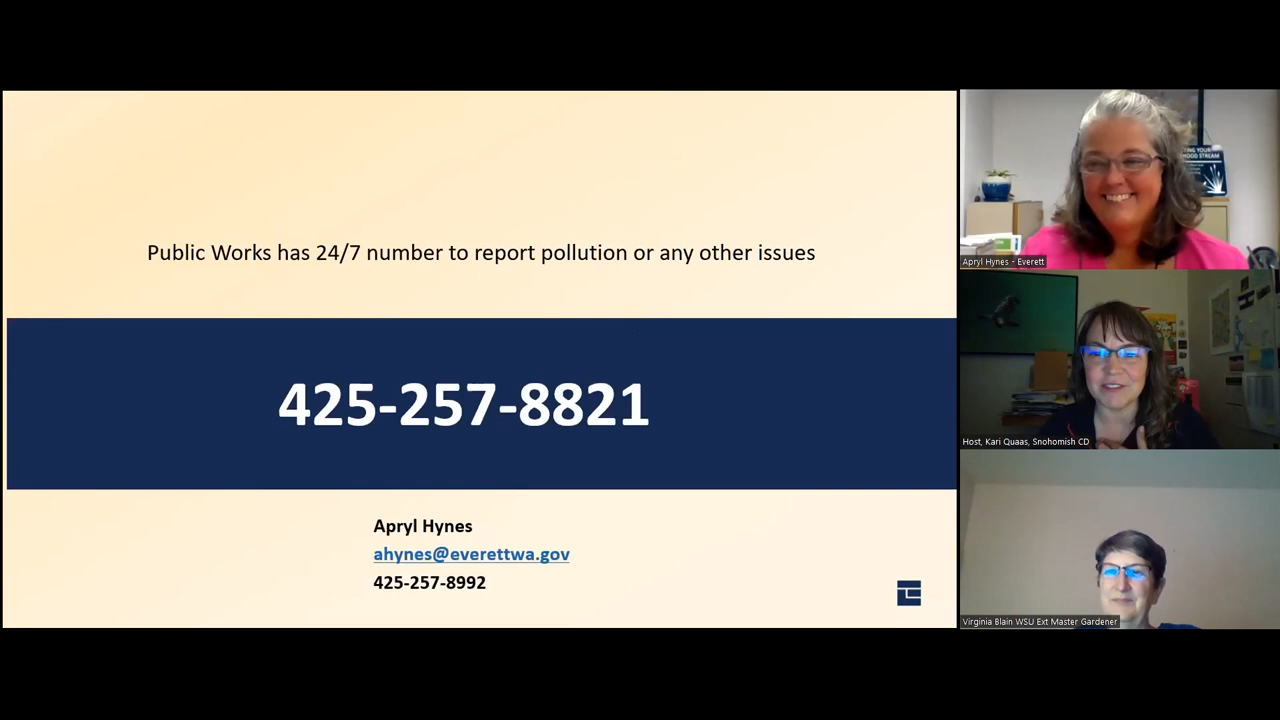 Public Works has 24/7 number to report pollution or any other issues
425-257-8821
Apryl Hynes
ahynes@everettwa.gov
425-257-8992
Apryl Hynes - Everett
Host, Kari Quaas, Snohomish CD
Virginia Blain WSU Ext Master Gardener